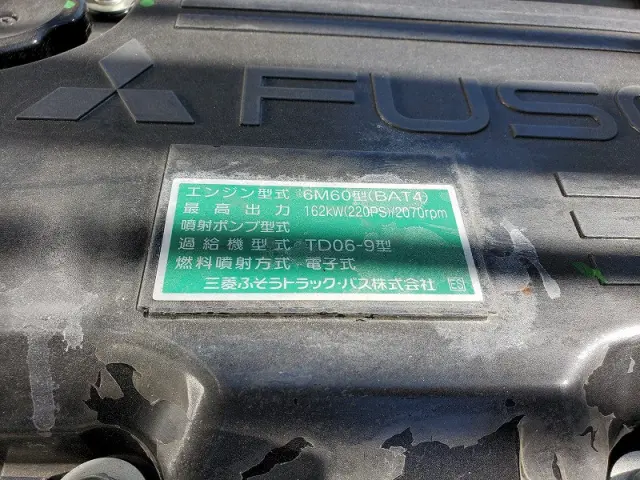 FUSO
エンジン型式 6M60型(BAT4)
最高出力 162kW(220PS)/2070rpm
噴射ポンプ型式
過給機型式 TD06-9型
燃料噴射方式 電子式
三菱ふそうトラック・バス株式会社 ES